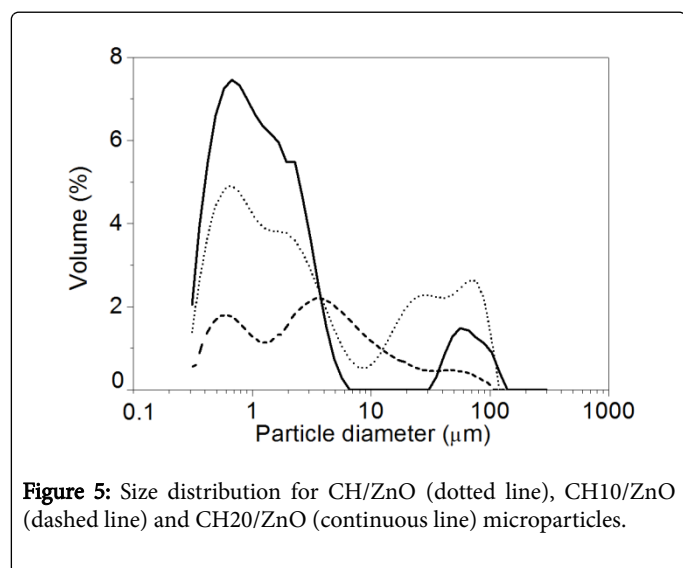 8
6
4
2
0
Volume (%)
0.1 1 10 100 1000
Particle diameter (μm)
Figure 5: Size distribution for CH/ZnO (dotted line), CH10/ZnO
(dashed line) and CH20/ZnO (continuous line) microparticles.